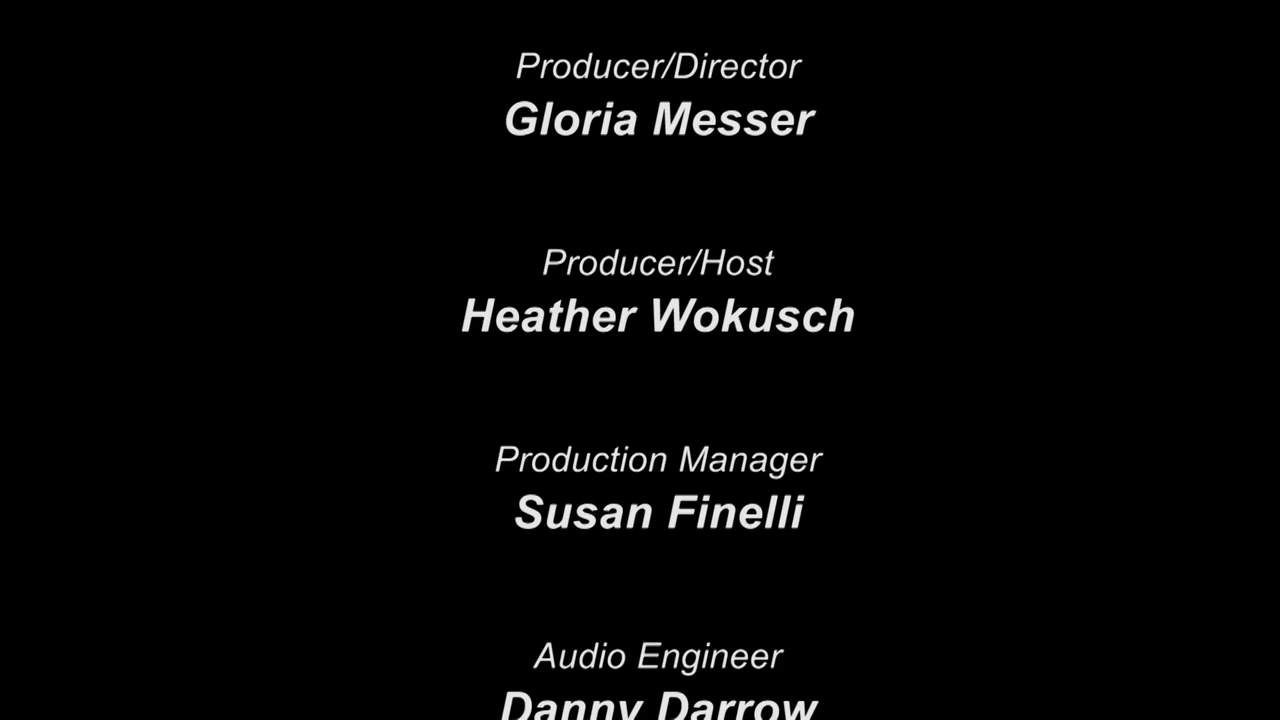 Producer/Director
Gloria Messer
Producer/Host
Heather Wokusch
Production Manager
Susan Finelli
Audio Engineer
Danny Darrow